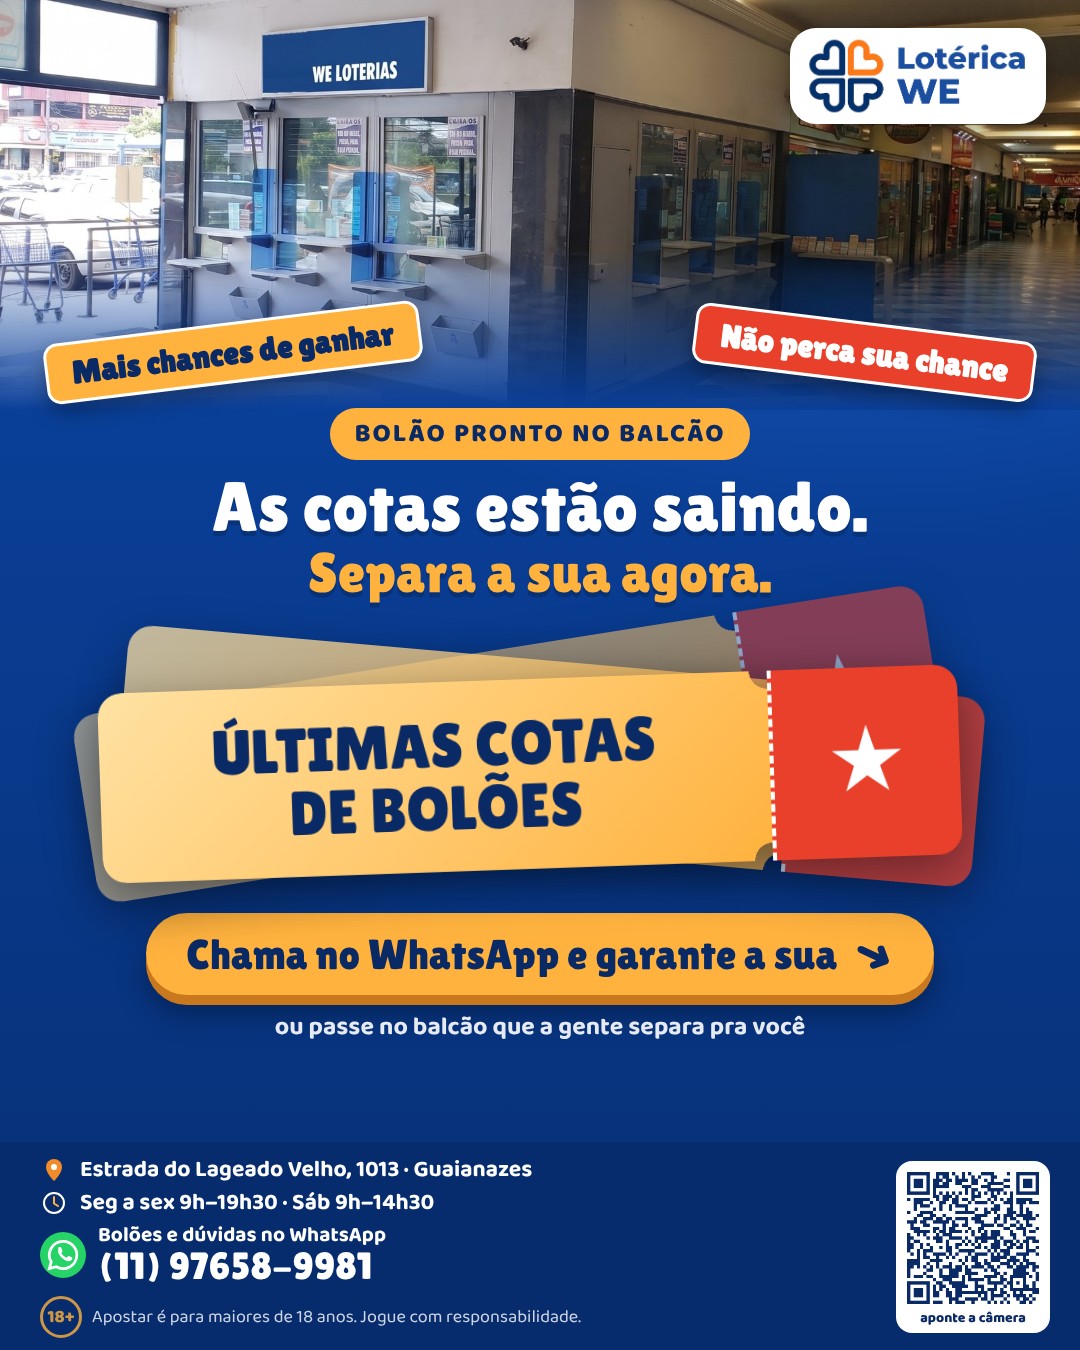 WE LOTERIAS
Lotérica
WE
Mais chances de ganhar
Não perca sua chance
BOLÃO PRONTO NO BALCÃO
As cotas estão saindo.
Separa a sua agora.
ÚLTIMAS COTAS
DE BOLÕES
Chama no WhatsApp e garante a sua
ou passe no balcão que a gente separa pra você
Estrada do Lageado Velho, 1013 · Guaianazes
Seg a sex 9h–19h30 · Sáb 9h–14h30
Bolões e dúvidas no WhatsApp
(11) 97658-9981
18+ Apostar é para maiores de 18 anos. Jogue com responsabilidade.
aponte a câmera